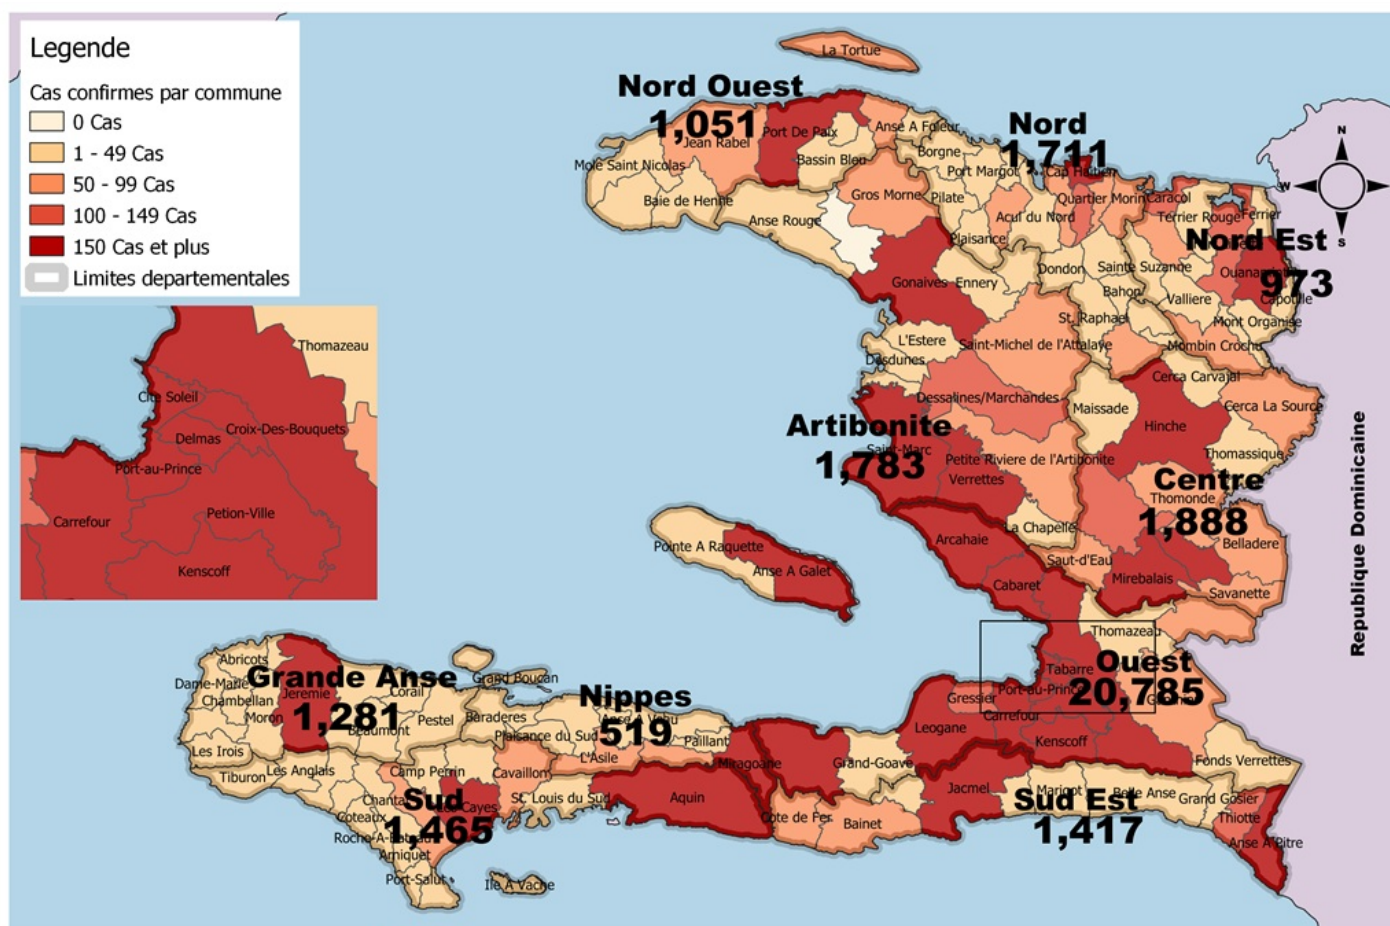 Legende
Cas confirmes par commune
0 Cas
1 - 49 Cas
50 - 99 Cas
100 - 149 Cas
150 Cas et plus
Limites departementales
Thomazeau
Cite Soleil
Delmas
Croix-Des-Bouquets
Port-au-Prince
Petion-Ville
Carrefour
Kenscoff
La Tortue
Nord Ouest
1,051
Jean Rabel
Port De Paix
Anse A Foleur
Mole Saint Nicolas
Bassin Bleu
Baie de Henne
Anse Rouge
Gros Morne
Nord
1,711
Cap Haitien
Borgne
Port Margot
Pilate
Quartier Morin
Caracol
Acul du Nord
Terrier Rouge
Ferrier
Plaisance
Nord Est
973
Dondon
Sainte Suzanne
Bahon
Valliere
Capotille
Mont Organise
St. Raphael
Mombin Crochu
Gonaives
Ennery
L'Estere
Saint-Michel de l'Attalaye
Desdunes
Dessalines/Marchandes
Artibonite
1,783
Saint-Marc
Petite Riviere de l'Artibonite
Verrettes
La Chapelle
Cerca Carvajal
Maissade
Cerca La Source
Hinche
Thomassique
Centre
1,888
Thomonde
Belladere
Saut-d'Eau
Mirebalais
Savanette
Arcahaie
Cabaret
Pointe A Raquette
Anse A Galet
Thomazeau
Tabarre
Ouest
20,785
Port-au-Prince
Gressier
Carrefour
Leogane
Kenscoff
Fonds Verrettes
Grand-Goave
N
W
E
S
Republique Dominicaine
Abricots
Grande Anse
1,281
Dame-Marie
Chambellan
Jeremie
Moron
Corail
Pestel
Beaumont
Les Irois
Grand Boucan
Nippes
519
Baraderes
Anse A Veau
Plaisance du Sud
Paillant
L'Asile
Miragoane
Tiburon
Les Anglais
Camp Perrin
Cavaillon
Sud
1,465
Les Cayes
St. Louis du Sud
Aquin
Coteaux
Arniquet
Port-Salut
Ile A Vache
Cote de Fer
Bainet
Jacmel
Sud Est
1,417
Marigot
Belle Anse
Grand Gosier
Thiotte
Anse A Pitre